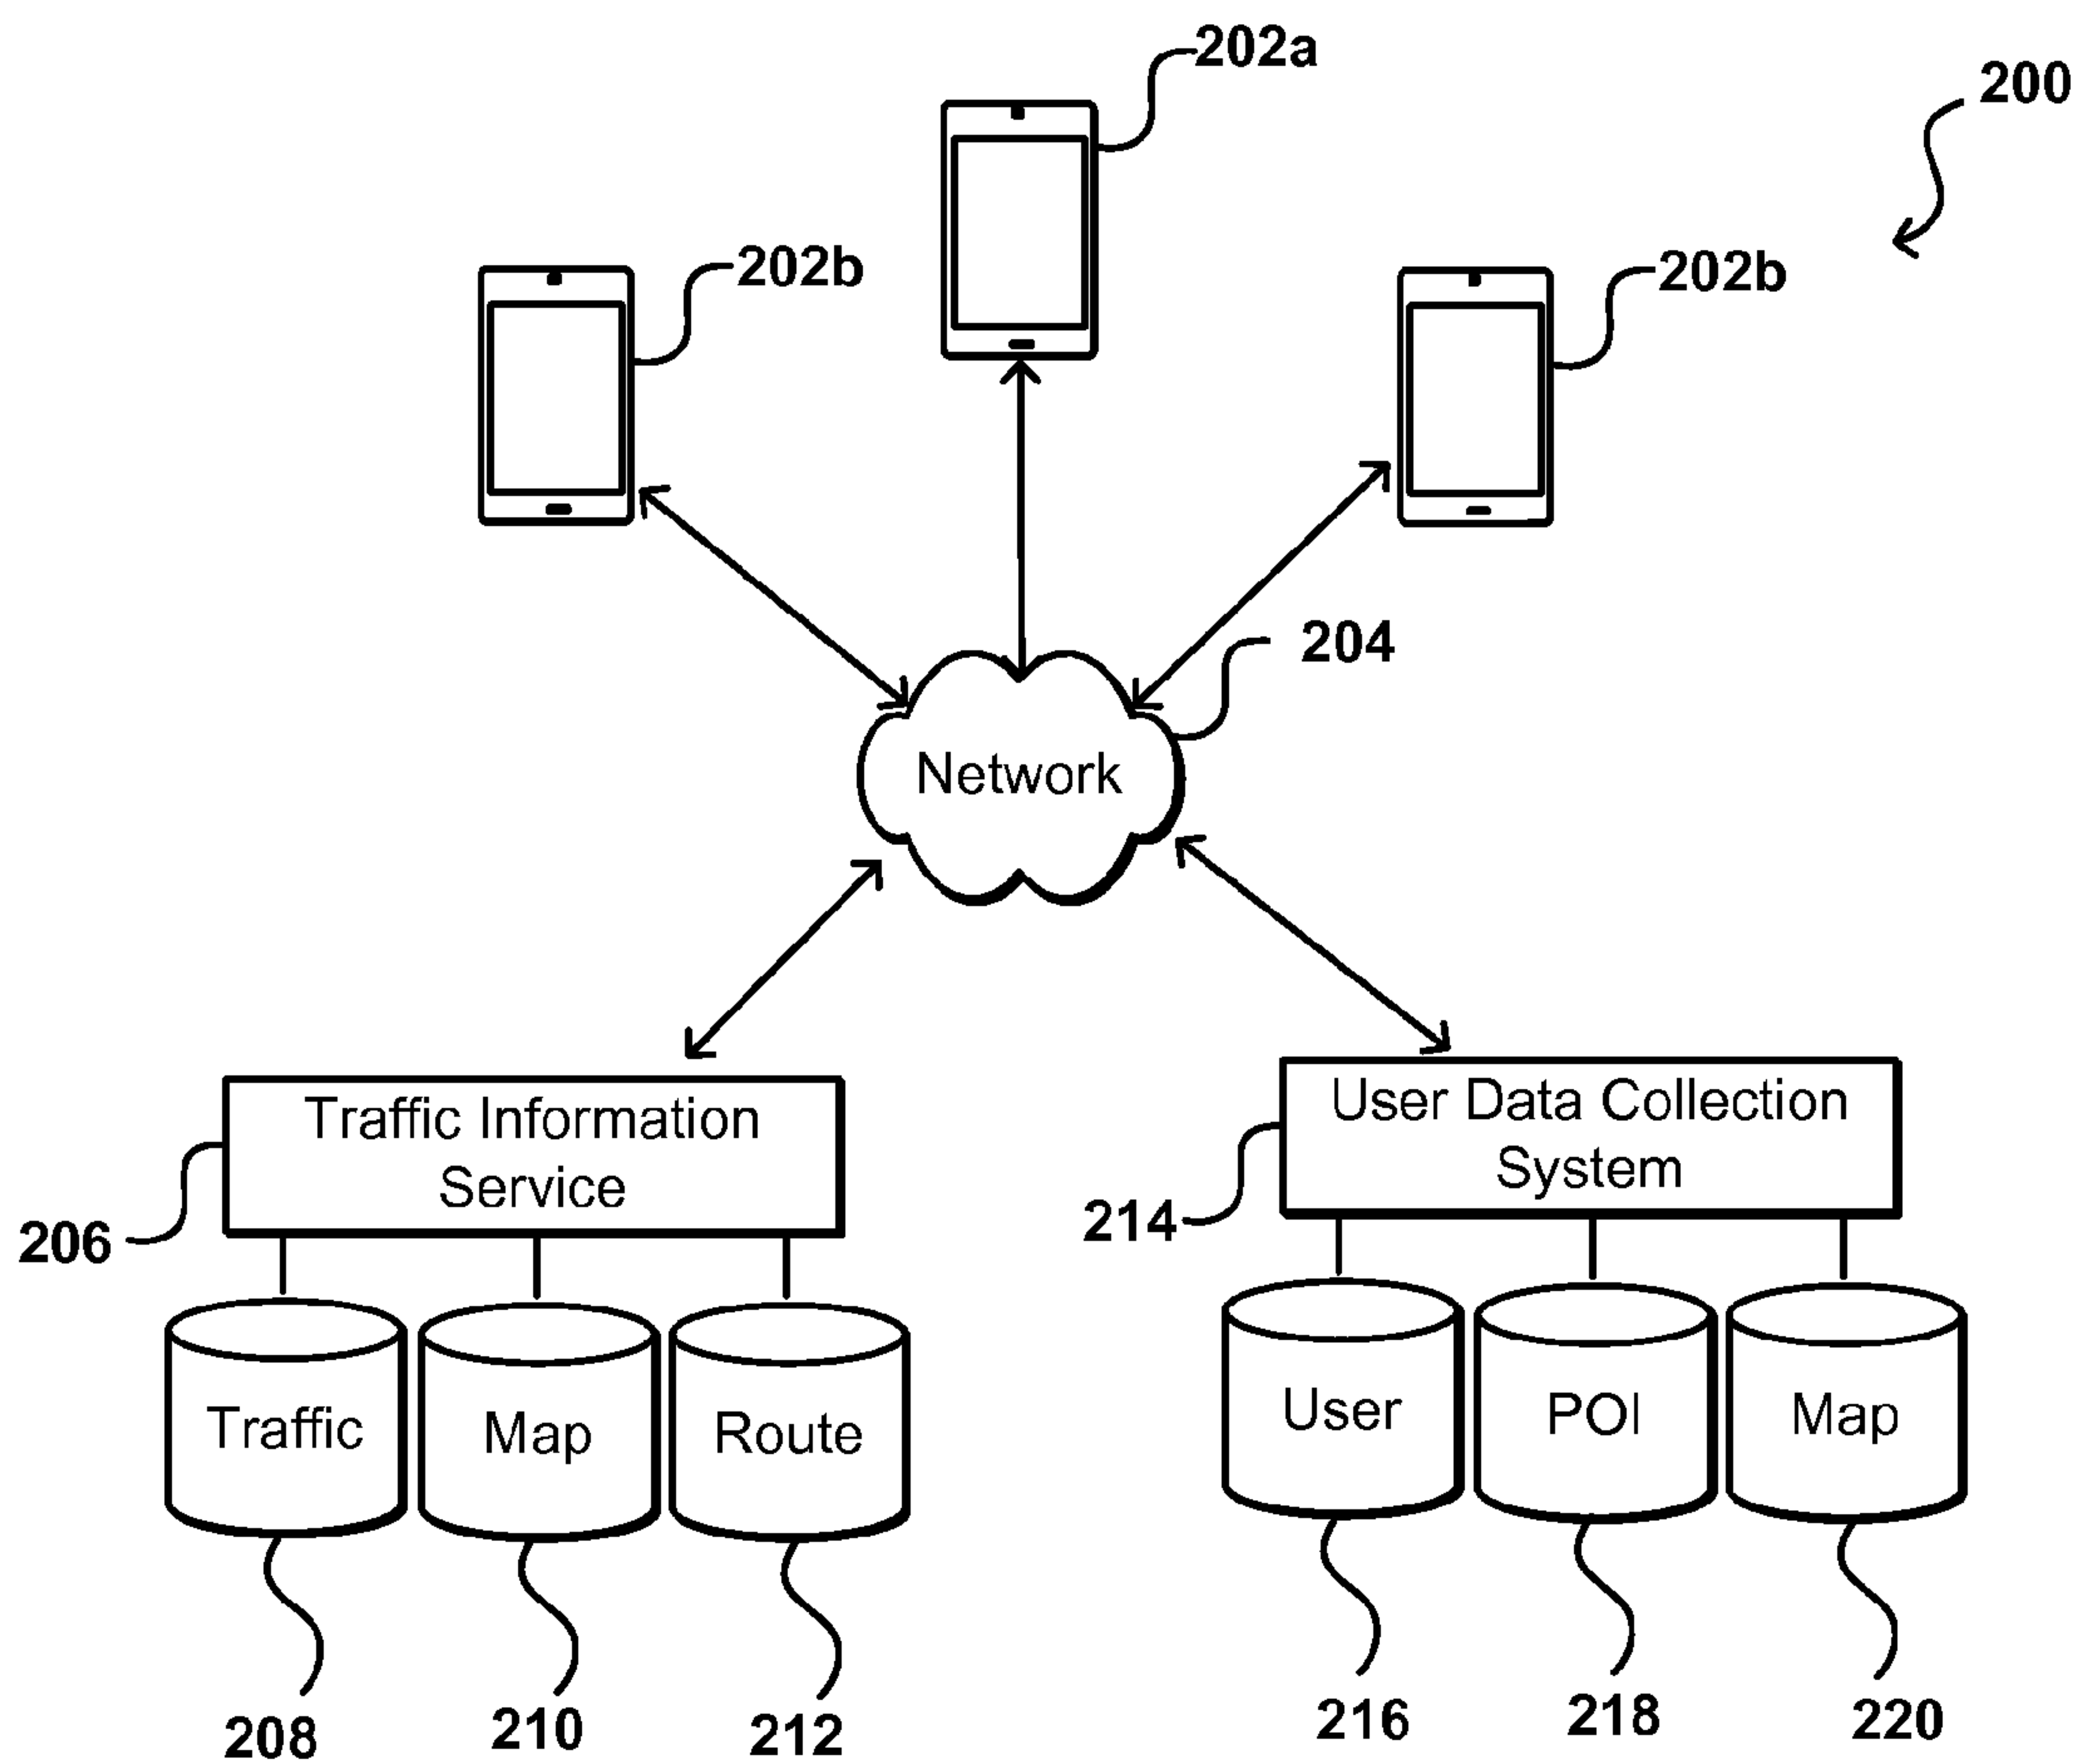 202a
200
202b
202b
204
Network
Traffic Information
Service
206
User Data Collection
System
214
Traffic
Map
Route
User
POI
Map
208
210
212
216
218
220